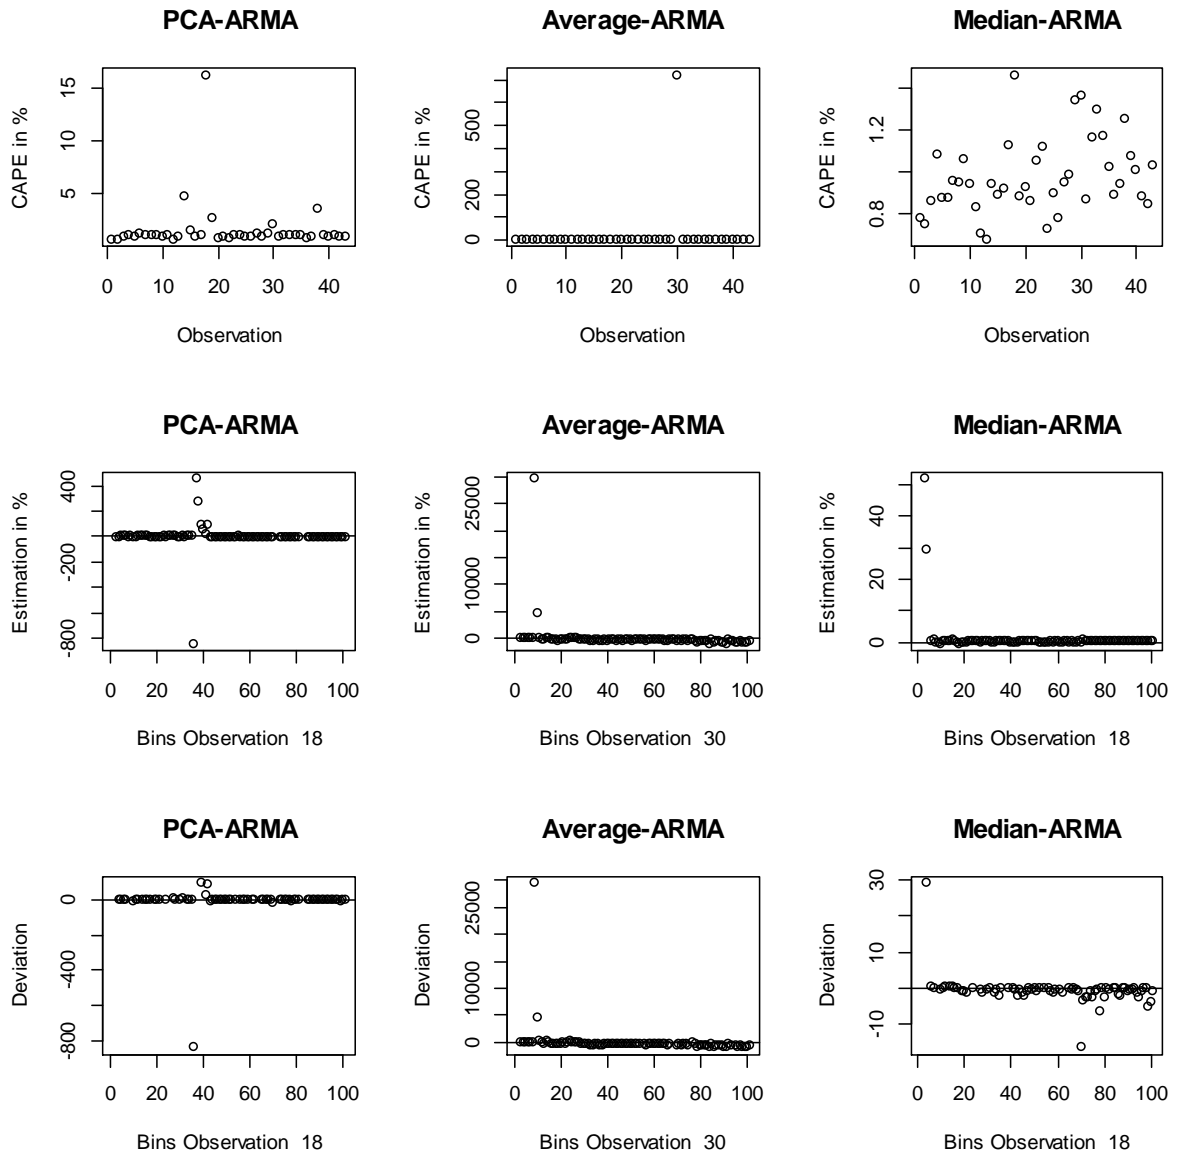 PCA-ARMA
Average-ARMA
Median-ARMA
CAPE in %
5
10
15
0 10 20 30 40
Observation
CAPE in %
0
200
500
0 10 20 30 40
Observation
CAPE in %
0.8
1.2
0 10 20 30 40
Observation
PCA-ARMA
Average-ARMA
Median-ARMA
Estimation in %
-800
-200
400
0 20 40 60 80 100
Bins Observation 18
Estimation in %
0
10000
25000
0 20 40 60 80 100
Bins Observation 30
Estimation in %
0
20
40
0 20 40 60 80 100
Bins Observation 18
PCA-ARMA
Average-ARMA
Median-ARMA
Deviation
-800
-400
0
0 20 40 60 80 100
Bins Observation 18
Deviation
0
10000
25000
0 20 40 60 80 100
Bins Observation 30
Deviation
-10
10
30
0 20 40 60 80 100
Bins Observation 18